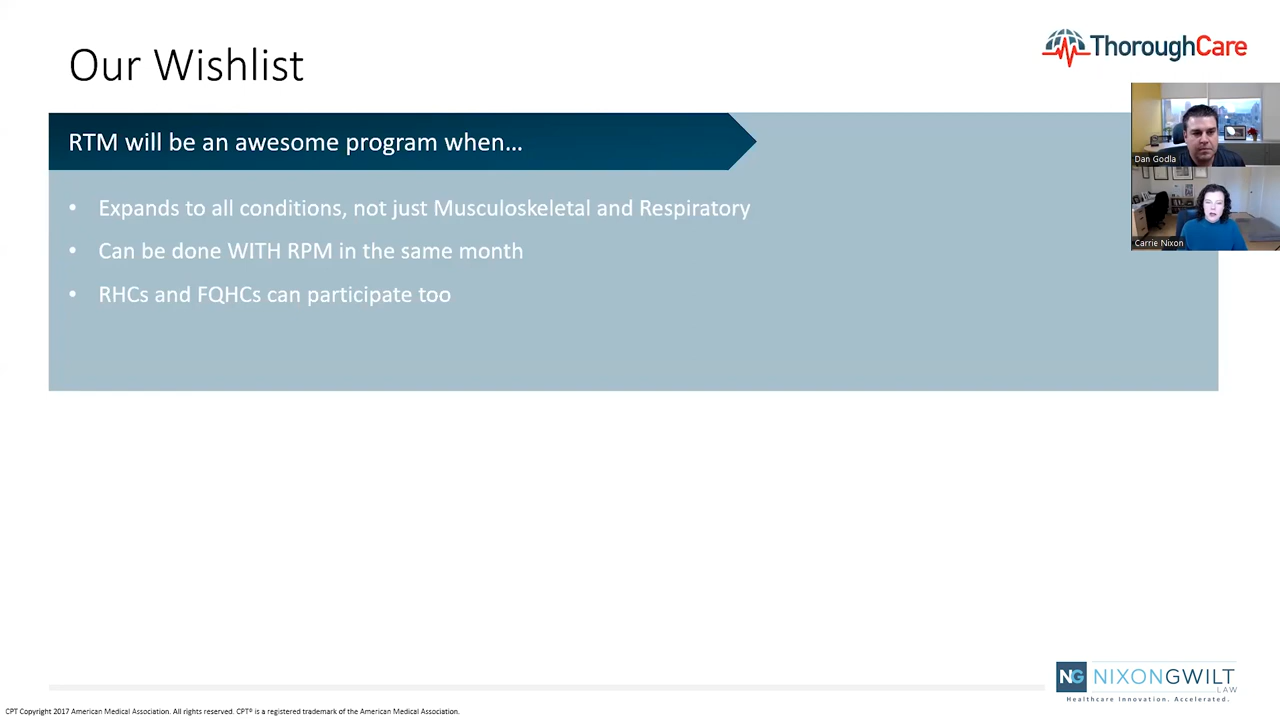 Our Wishlist
ThoroughCare
RTM will be an awesome program when…
Dan Godla
• Expands to all conditions, not just Musculoskeletal and Respiratory
Carrie Nixon
• Can be done WITH RPM in the same month
• RHCs and FQHCs can participate too
NG NIXONGWILT
LAW
Healthcare Innovation. Accelerated.
CPT Copyright 2017 American Medical Association. All rights reserved. CPT® is a registered trademark of the American Medical Association.